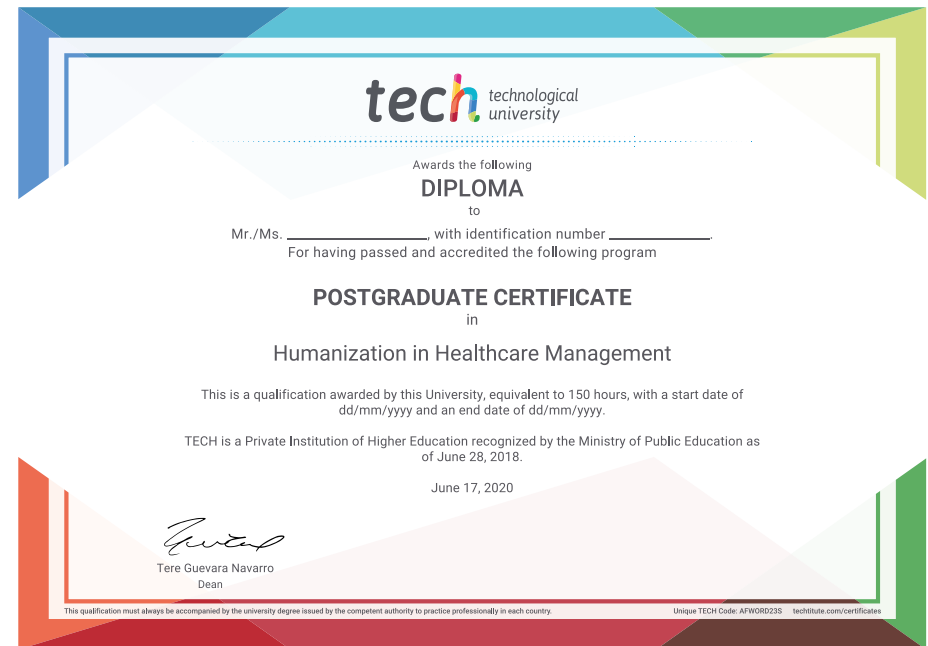 tech technological
university
Awards the following
DIPLOMA
to
Mr./Ms. ____________________, with identification number ______________.
For having passed and accredited the following program
POSTGRADUATE CERTIFICATE
in
Humanization in Healthcare Management
This is a qualification awarded by this University, equivalent to 150 hours, with a start date of
dd/mm/yyyy and an end date of dd/mm/yyyy.
TECH is a Private Institution of Higher Education recognized by the Ministry of Public Education as
of June 28, 2018.
June 17, 2020
Tere Guevara Navarro
Dean
This qualification must always be accompanied by the university degree issued by the competent authority to practice professionally in each country.
Unique TECH Code: AFWORD23S techtitute.com/certificates